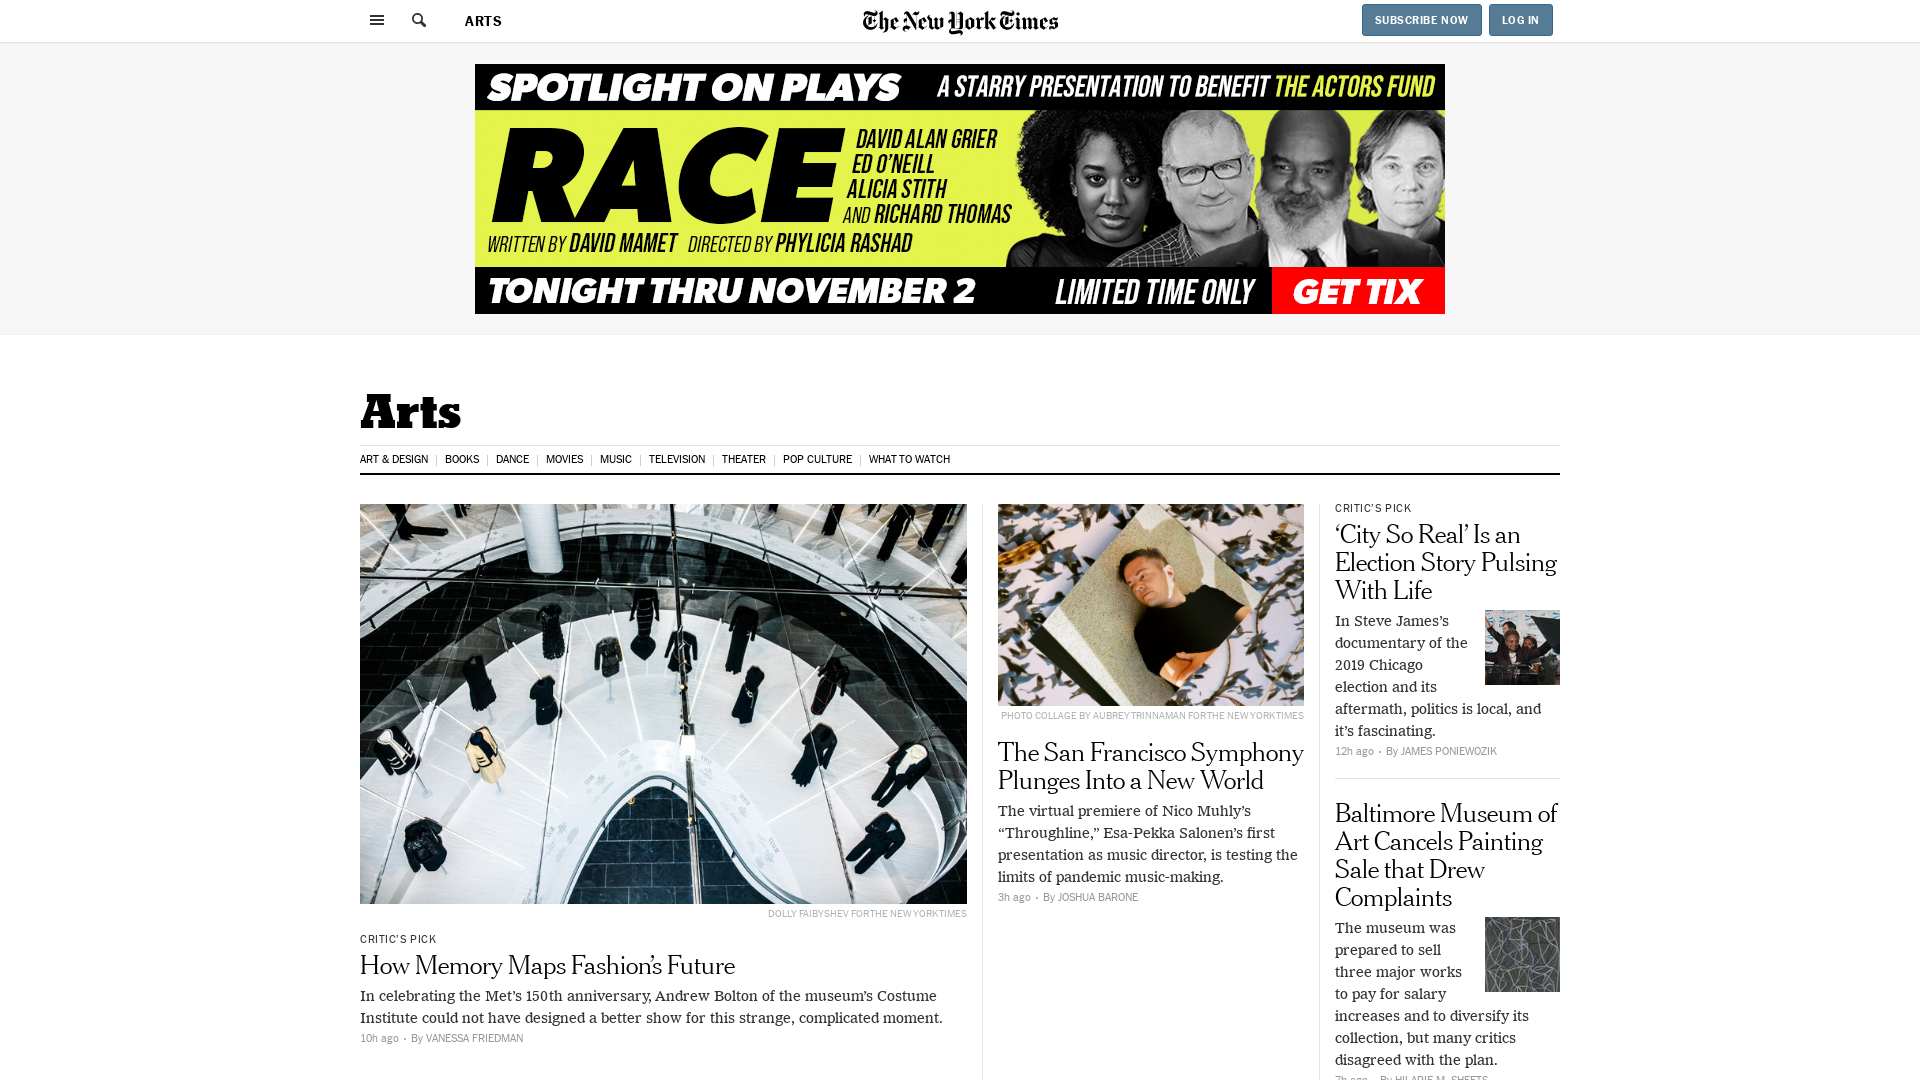 ARTS
The New York Times
SUBSCRIBE NOW
LOG IN
SPOTLIGHT ON PLAYS
A STARRY PRESENTATION TO BENEFIT THE ACTORS FUND
RACE
DAVID ALAN GRIER
ED O'NEILL
ALICIA STITH
AND RICHARD THOMAS
WRITTEN BY DAVID MAMET DIRECTED BY PHYLICIA RASHAD
TONIGHT THRU NOVEMBER 2
LIMITED TIME ONLY
GET TIX
Arts
ART & DESIGN | BOOKS | DANCE | MOVIES | MUSIC | TELEVISION | THEATER | POP CULTURE | WHAT TO WATCH
DOLLY FAIBYSHEV FOR THE NEW YORK TIMES
CRITIC'S PICK
How Memory Maps Fashion's Future
In celebrating the Met's 150th anniversary, Andrew Bolton of the museum's Costume
Institute could not have designed a better show for this strange, complicated moment.
10h ago · By VANESSA FRIEDMAN
PHOTO COLLAGE BY AUBREY TRINNAMAN FOR THE NEW YORK TIMES
The San Francisco Symphony
Plunges Into a New World
The virtual premiere of Nico Muhly's
“Throughline,” Esa-Pekka Salonen's first
presentation as music director, is testing the
limits of pandemic music-making.
3h ago · By JOSHUA BARONE
CRITIC'S PICK
‘City So Real’ Is an
Election Story Pulsing
With Life
In Steve James's
documentary of the
2019 Chicago
election and its
aftermath, politics is local, and
it's fascinating.
12h ago · By JAMES PONIEWOZIK
Baltimore Museum of
Art Cancels Painting
Sale that Drew
Complaints
The museum was
prepared to sell
three major works
to pay for salary
increases and to diversify its
collection, but many critics
disagreed with the plan.
7h ago · By HILARIE M. SHEETS